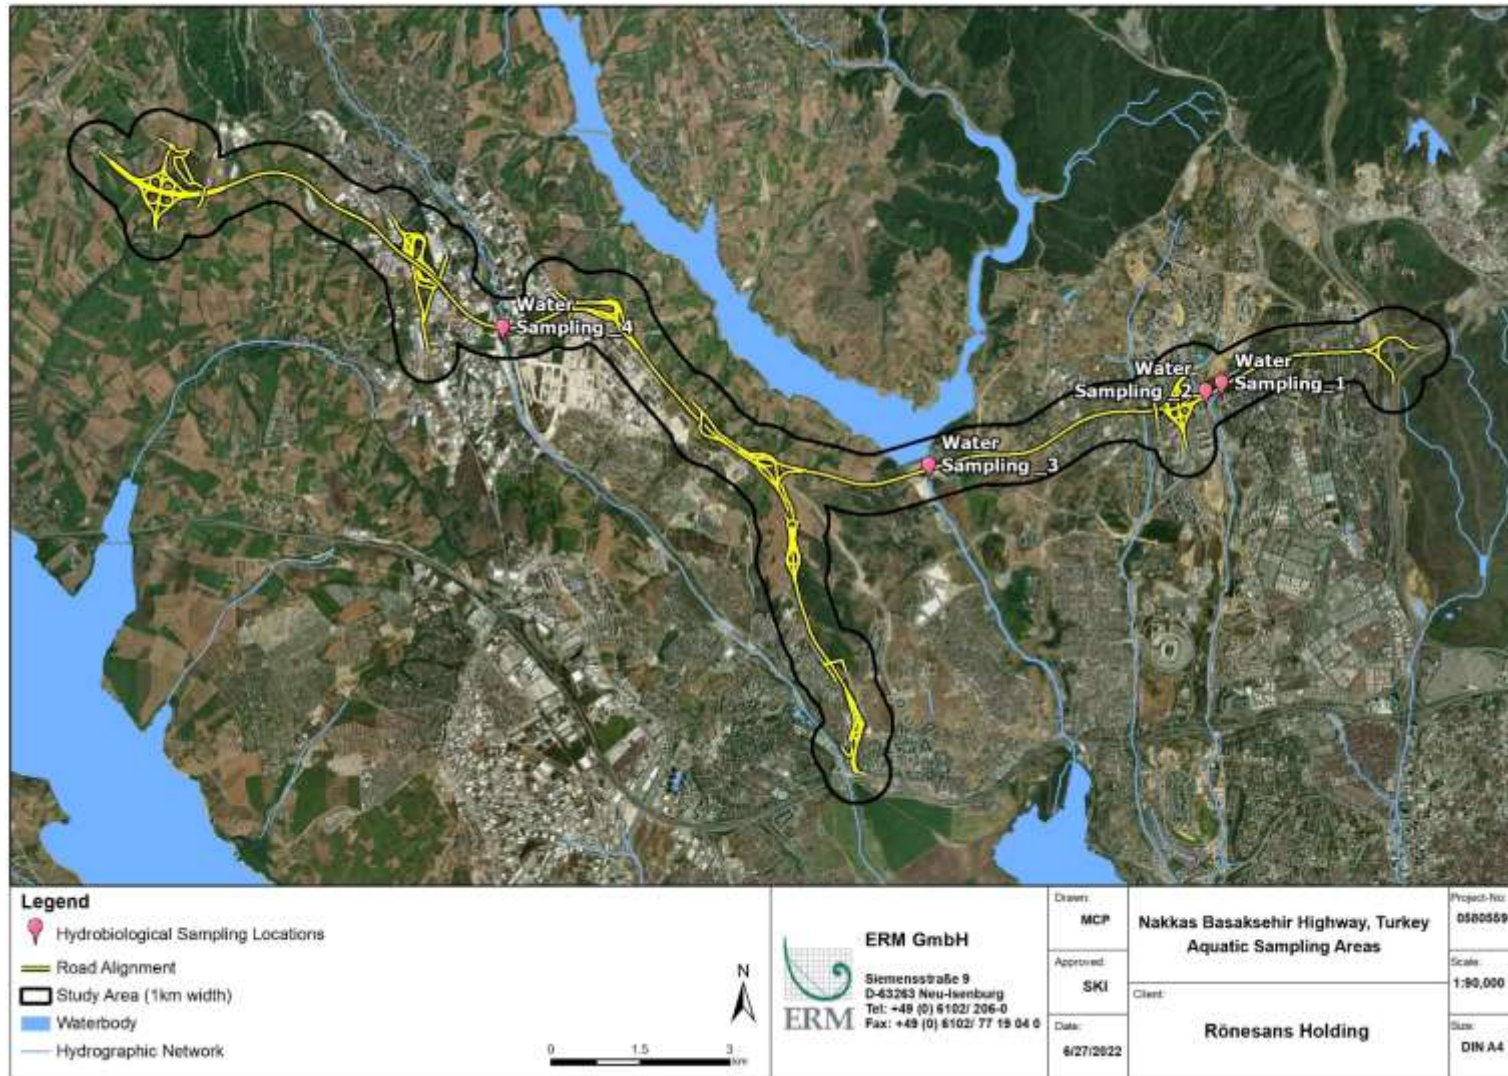 Water
Sampling _4
Water
Sampling _2
Water
Sampling_1
Water
Sampling _3
Legend
Hydrobiological Sampling Locations
Road Alignment
Study Area (1km width)
Waterbody
Hydrographic Network
N
0 1,5 3
km
ERM
ERM GmbH
Siemensstraße 9
D-63263 Neu-Isenburg
Tel: +49 (0) 6102/ 206-0
Fax: +49 (0) 6102/ 77 19 04 0
Drawn:
MCP
Approved:
SKI
Date:
6/27/2022
Nakkas Basaksehir Highway, Turkey
Aquatic Sampling Areas
Client:
Rönesans Holding
Project-No:
0580559
Scale:
1:90,000
Size:
DIN A4